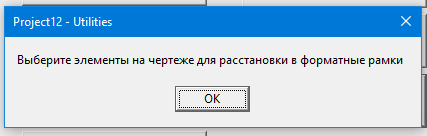 Project12 - Utilities
Выберите элементы на чертеже для расстановки в форматные рамки
OK